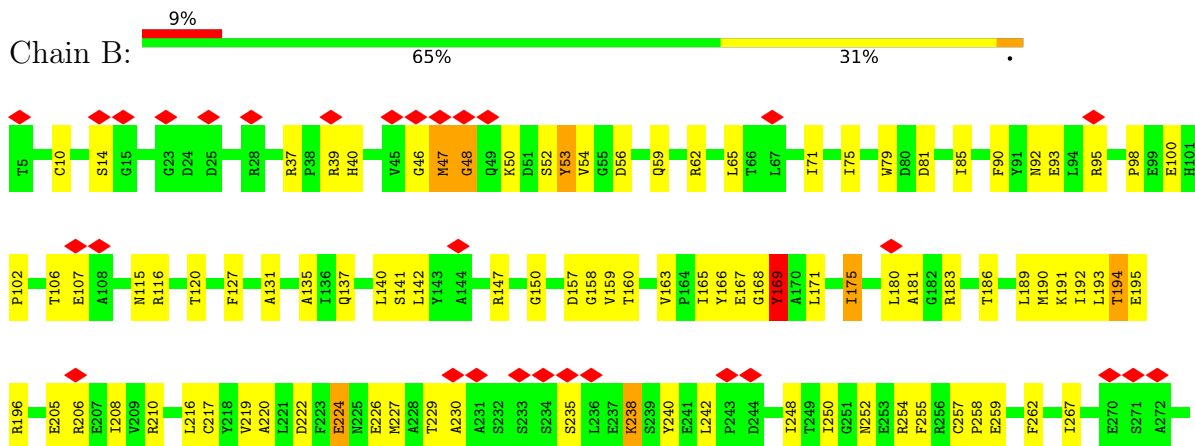 9%
Chain B:
65% 31% •
T5 C10 S14 G15 G23 D24 D25 R28 R37 P38 R39 H40 V45 G46 M47 G48 Q49 K50 D51 S52 Y53 V54 G55 D56 Q59 R62 L65 T66 L67 I71 I75 W79 D80 D81 I85 F90 Y91 N92 E93 L94 R95 P98 E99 E100 H101
P102 T106 E107 A108 N115 R116 T120 F127 A131 A135 I136 Q137 L140 S141 L142 Y143 A144 R147 G150 D157 G158 V159 T160 V163 P164 I165 Y166 E167 G168 Y169 A170 L171 I175 L180 A181 G182 R183 T186 L189 M190 K191 I192 L193 T194 E195
R196 E205 R206 E207 I208 V209 R210 L216 C217 Y218 V219 A220 L221 D222 F223 E224 N225 E226 M227 A228 T229 A230 A231 S232 S233 S234 S235 L236 E237 K238 S239 Y240 E241 L242 P243 D244 I248 T249 I250 G251 N252 E253 R254 F255 R256 C257 P258 E259 F262 I267 E270 S271 A272